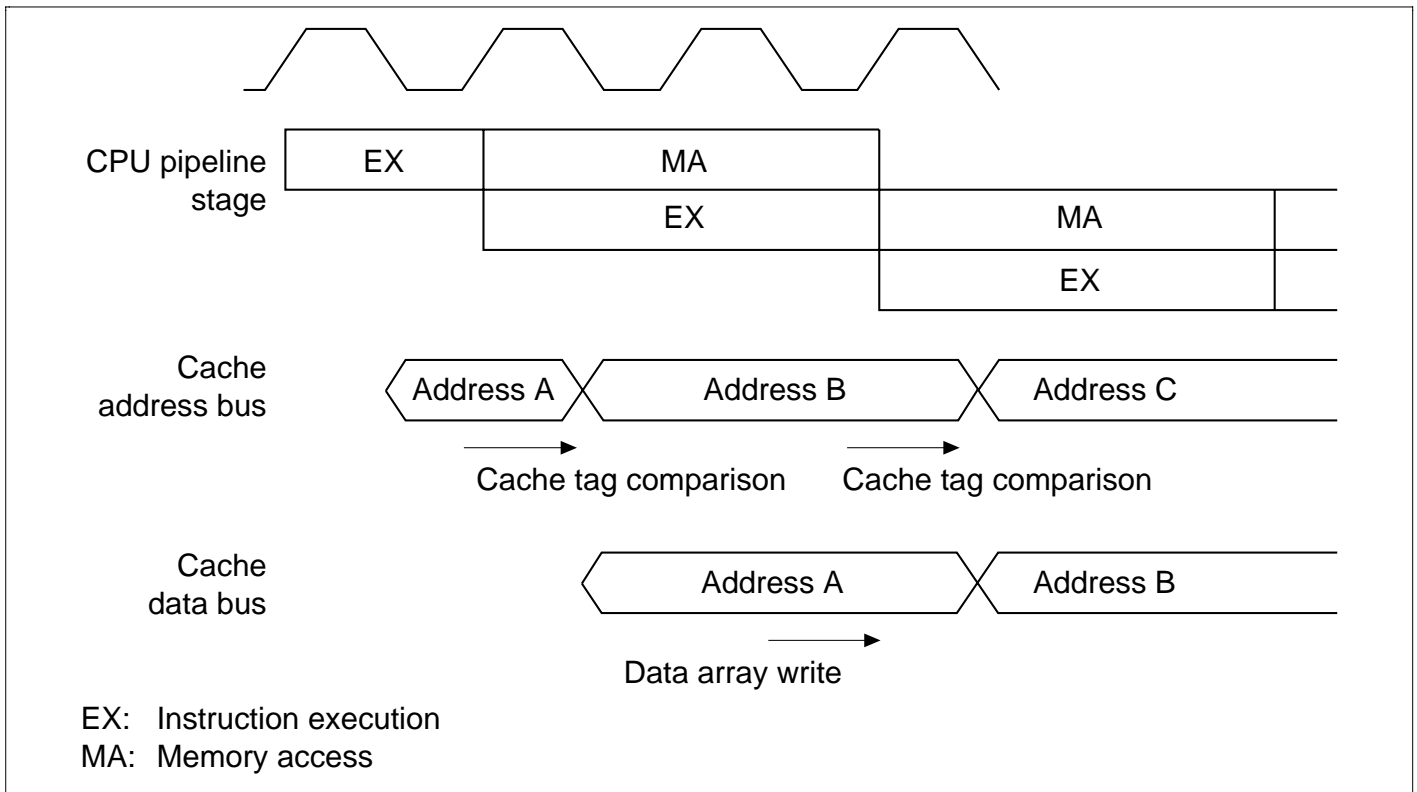 CPU pipeline
stage
EX
MA
EX
MA
EX
Cache
address bus
Address A
Address B
Address C
Cache tag comparison
Cache tag comparison
Cache
data bus
Address A
Address B
Data array write
EX: Instruction execution
MA: Memory access